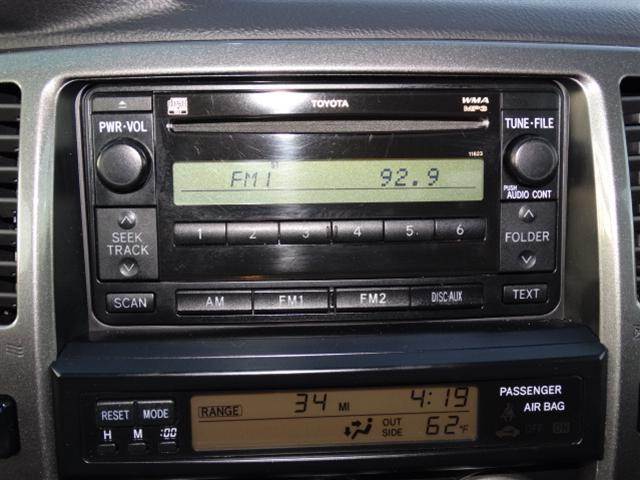 TOYOTA
WMA
MP3
PWR·VOL
TUNE·FILE
11823
ST
FM1 92.9
PUSH
AUDIO CONT
1 2 3 4 5 6
SEEK
TRACK
FOLDER
SCAN
AM FM1 FM2 DISC·AUX
TEXT
RESET MODE
H M :00
RANGE 34 MI 4:19
OUT
SIDE 62°F
PASSENGER
AIR BAG
OFF ON